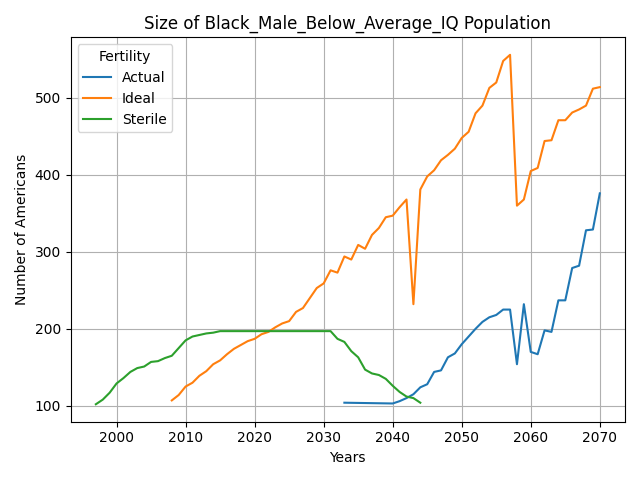 Size of Black_Male_Below_Average_IQ Population
Fertility
Actual
Ideal
Sterile
Number of Americans
500
400
300
200
100
2000
2010
2020
2030
2040
2050
2060
2070
Years